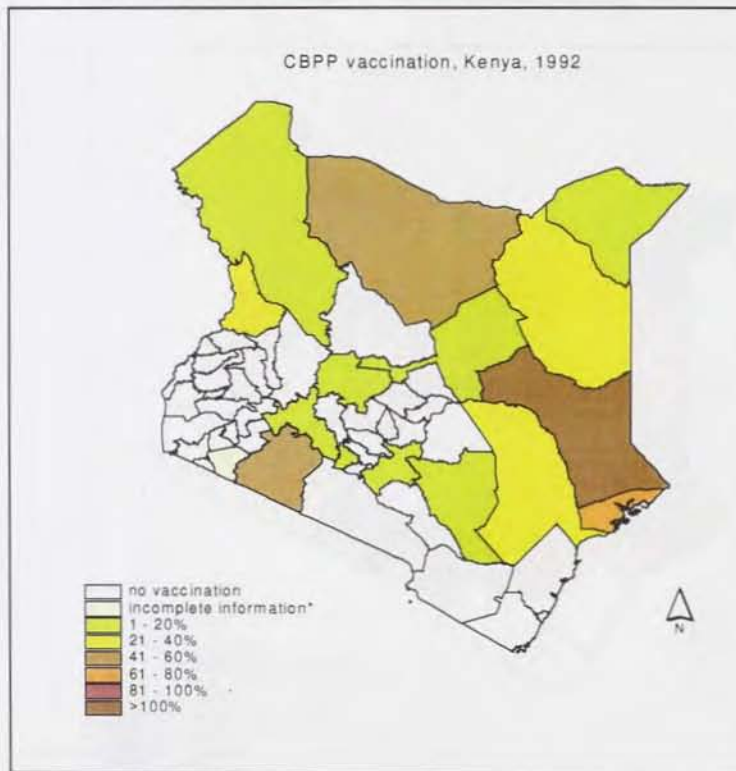 CBPP vaccination, Kenya, 1992
no vaccination
incomplete information*
1 - 20%
21 - 40%
41 - 60%
61 - 80%
81 - 100%
>100%
N